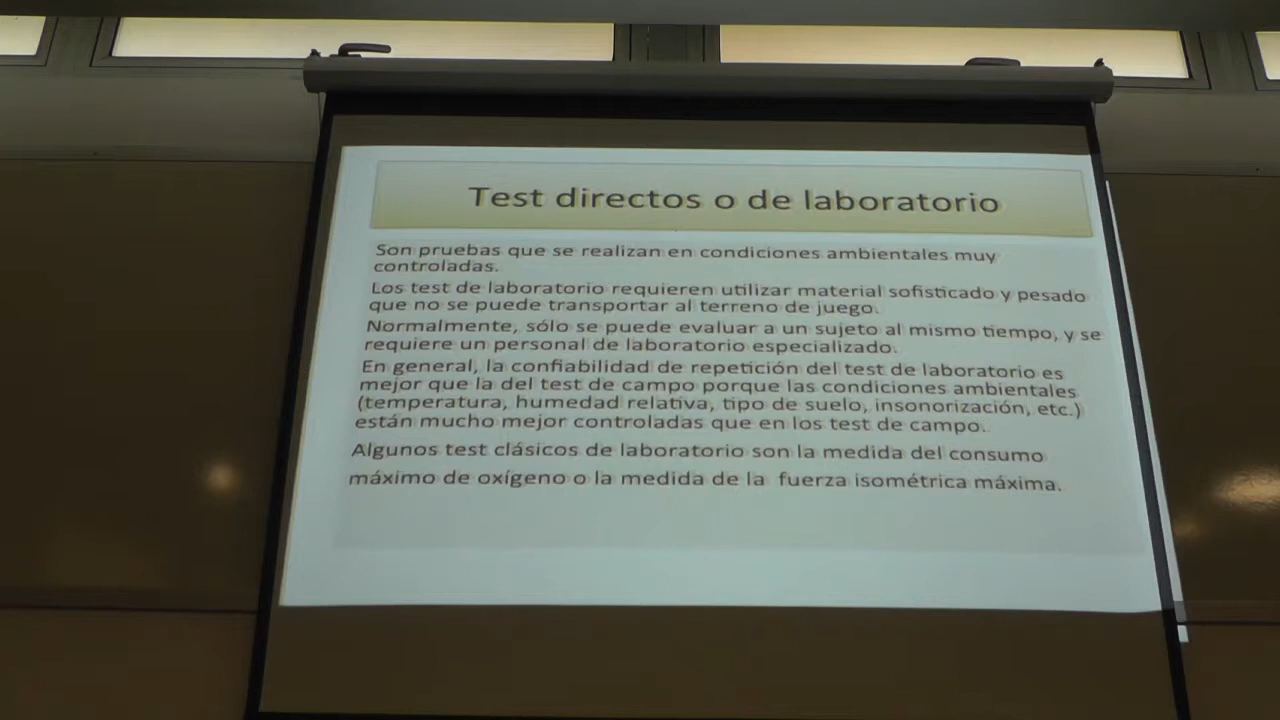 Test directos o de laboratorio
Son pruebas que se realizan en condiciones ambientales muy
controladas.
Los test de laboratorio requieren utilizar material sofisticado y pesado
que no se puede transportar al terreno de juego.
Normalmente, sólo se puede evaluar a un sujeto al mismo tiempo, y se
requiere un personal de laboratorio especializado.
En general, la confiabilidad de repetición del test de laboratorio es
mejor que la del test de campo porque las condiciones ambientales
(temperatura, humedad relativa, tipo de suelo, insonorización, etc.)
están mucho mejor controladas que en los test de campo.
Algunos test clásicos de laboratorio son la medida del consumo
máximo de oxígeno o la medida de la fuerza isométrica máxima.